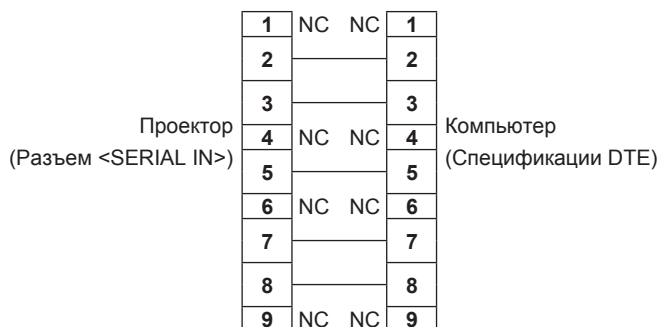 1 NC NC 1
2 2
3 3
Проектор
(Разъем <SERIAL IN>)
4 NC NC 4
Компьютер
(Спецификации DTE)
5 5
6 NC NC 6
7 7
8 8
9 NC NC 9